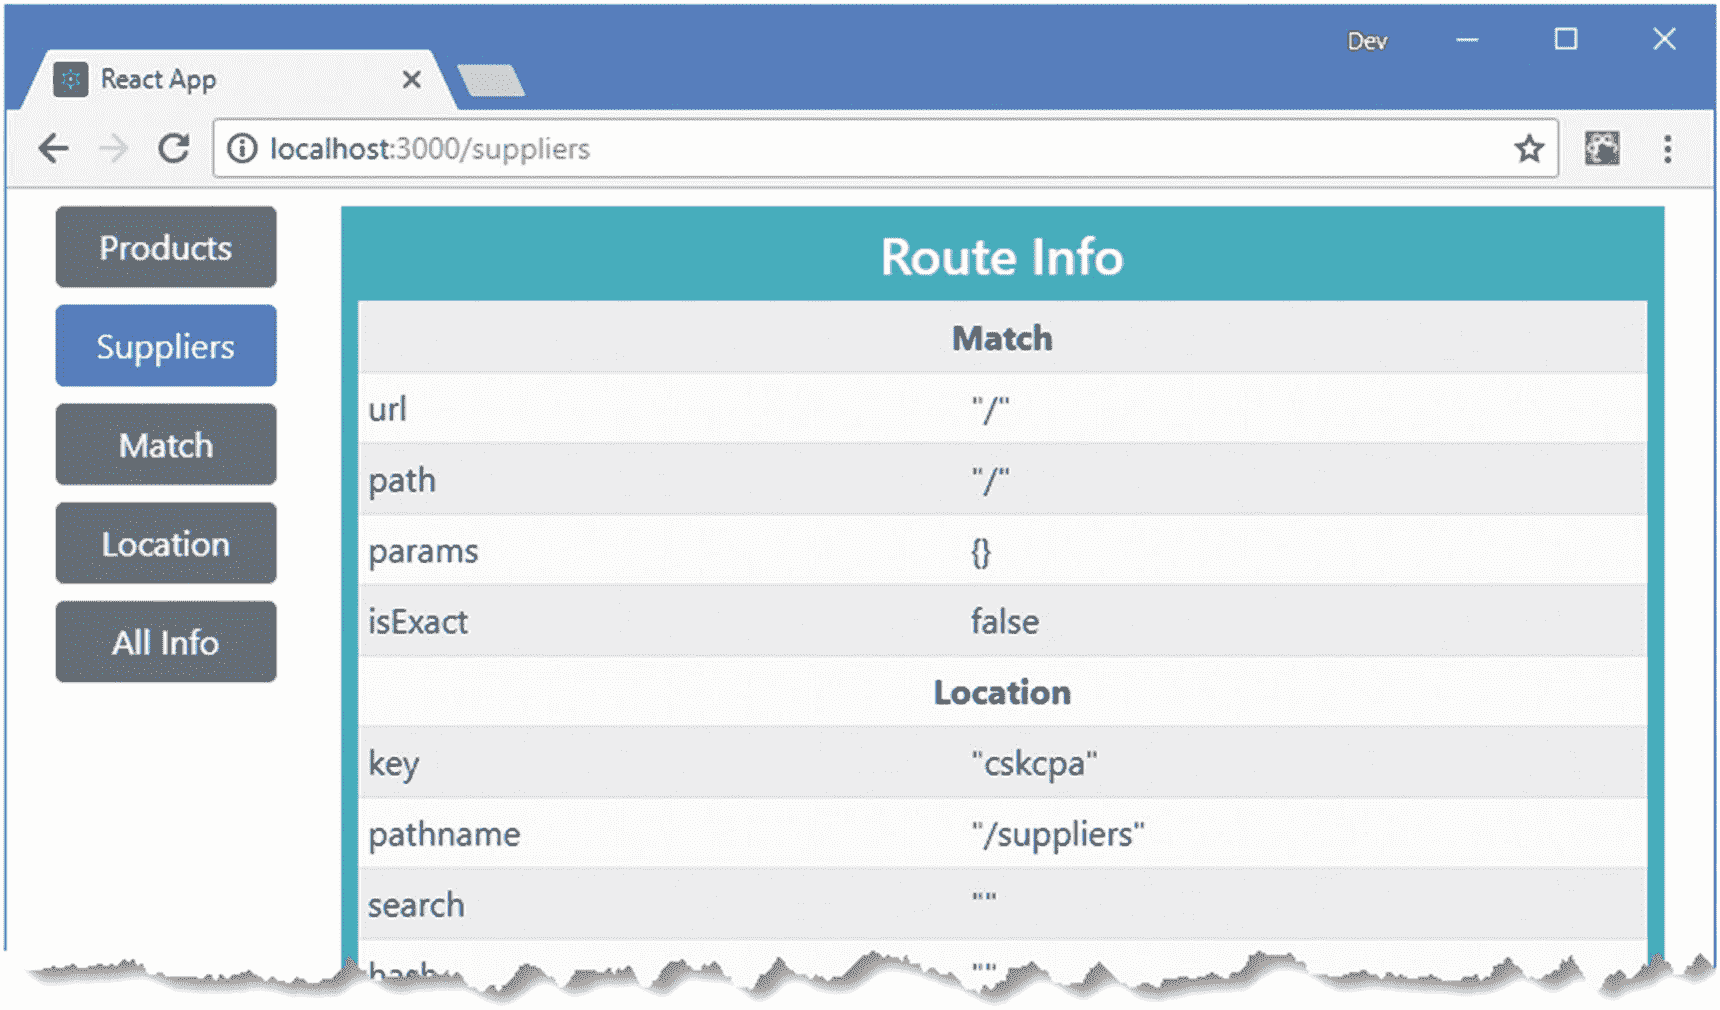 Dev
React App
localhost:3000/suppliers
Products
Suppliers
Match
Location
All Info
Route Info
Match
url "/"
path "/"
params {}
isExact false
Location
key "cskcpa"
pathname "/suppliers"
search ""
hash ""